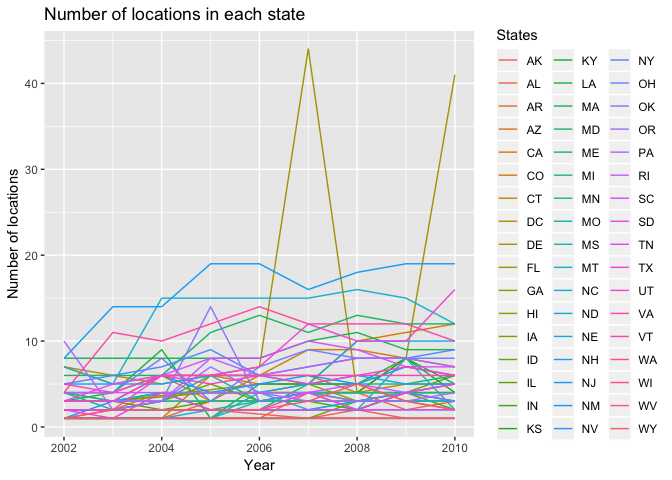 Number of locations in each state
States
Number of locations
40
30
20
10
0
2002 2004 2006 2008 2010
Year
AK KY NY
AL LA OH
AR MA OK
AZ MD OR
CA ME PA
CO MI RI
CT MN SC
DC MO SD
DE MS TN
FL MT TX
GA NC UT
HI ND VA
IA NE VT
ID NH WA
IL NJ WI
IN NM WV
KS NV WY